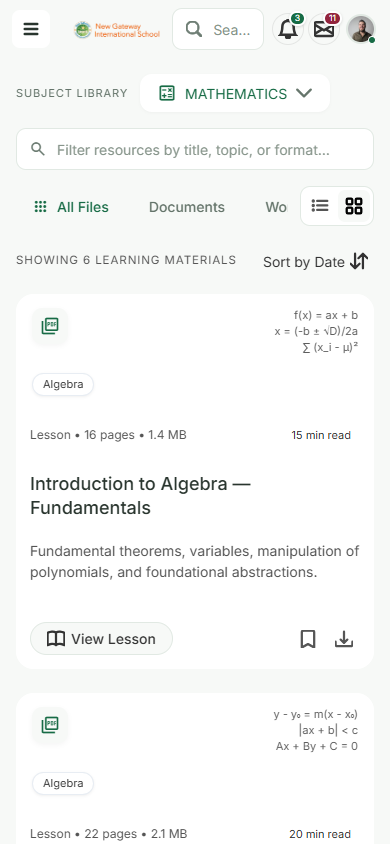 New Gateway
International School
Sea...
3
11
SUBJECT LIBRARY
MATHEMATICS
Filter resources by title, topic, or format...
All Files
Documents
Wo
SHOWING 6 LEARNING MATERIALS
Sort by Date
PDF
f(x) = ax + b
x = (-b ± √D)/2a
∑ (x_i - μ)²
Algebra
Lesson • 16 pages • 1.4 MB
15 min read
Introduction to Algebra —
Fundamentals
Fundamental theorems, variables, manipulation of
polynomials, and foundational abstractions.
View Lesson
PDF
y - y₀ = m(x - x₀)
|ax + b| < c
Ax + By + C = 0
Algebra
Lesson • 22 pages • 2.1 MB
20 min read